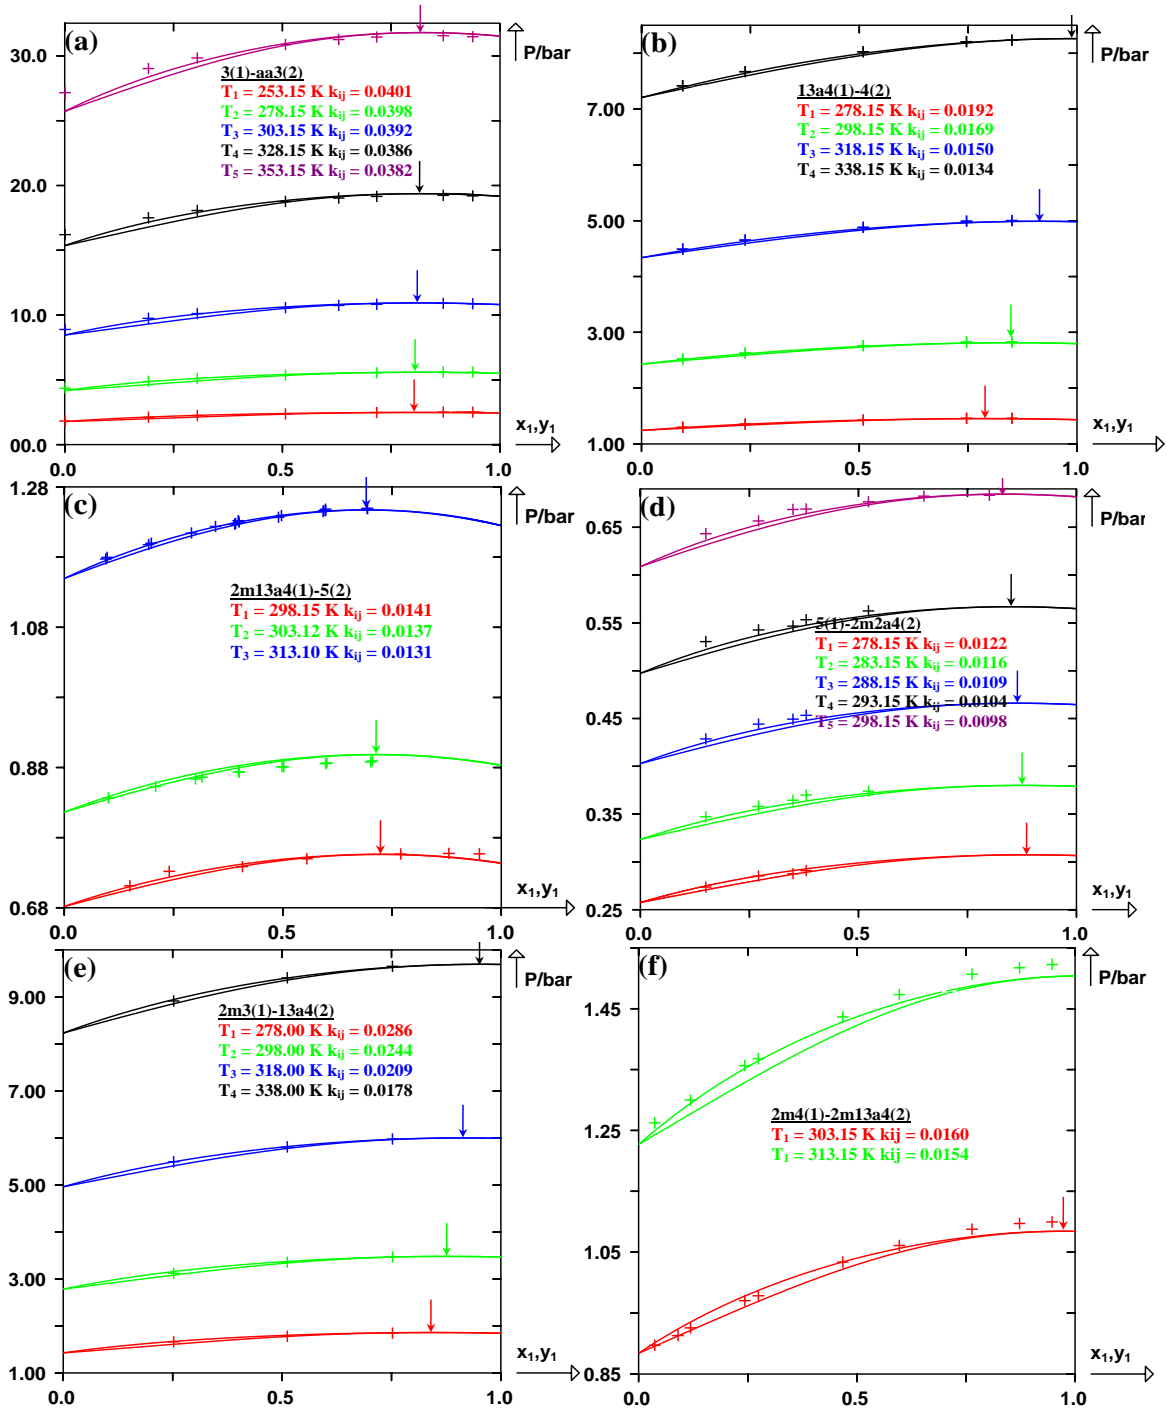 (a)
P/bar
30.0
20.0
10.0
00.0
3(1)-aa3(2)
T1 = 253.15 K kij = 0.0401
T2 = 278.15 K kij = 0.0398
T3 = 303.15 K kij = 0.0392
T4 = 328.15 K kij = 0.0386
T5 = 353.15 K kij = 0.0382
x1,y1
0.0 0.5 1.0
(b)
P/bar
7.00
5.00
3.00
1.00
13a4(1)-4(2)
T1 = 278.15 K kij = 0.0192
T2 = 298.15 K kij = 0.0169
T3 = 318.15 K kij = 0.0150
T4 = 338.15 K kij = 0.0134
x1,y1
0.0 0.5 1.0
(c)
P/bar
1.28
1.08
0.88
0.68
2m13a4(1)-5(2)
T1 = 298.15 K kij = 0.0141
T2 = 303.12 K kij = 0.0137
T3 = 313.10 K kij = 0.0131
x1,y1
0.0 0.5 1.0
(d)
P/bar
0.65
0.55
0.45
0.35
0.25
5(1)-2m2a4(2)
T1 = 278.15 K kij = 0.0122
T2 = 283.15 K kij = 0.0116
T3 = 288.15 K kij = 0.0109
T4 = 293.15 K kij = 0.0104
T5 = 298.15 K kij = 0.0098
x1,y1
0.0 0.5 1.0
(e)
P/bar
9.00
7.00
5.00
3.00
1.00
2m3(1)-13a4(2)
T1 = 278.00 K kij = 0.0286
T2 = 298.00 K kij = 0.0244
T3 = 318.00 K kij = 0.0209
T4 = 338.00 K kij = 0.0178
x1,y1
0.0 0.5 1.0
(f)
P/bar
1.45
1.25
1.05
0.85
2m4(1)-2m13a4(2)
T1 = 303.15 K kij = 0.0160
T1 = 313.15 K kij = 0.0154
x1,y1
0.0 0.5 1.0